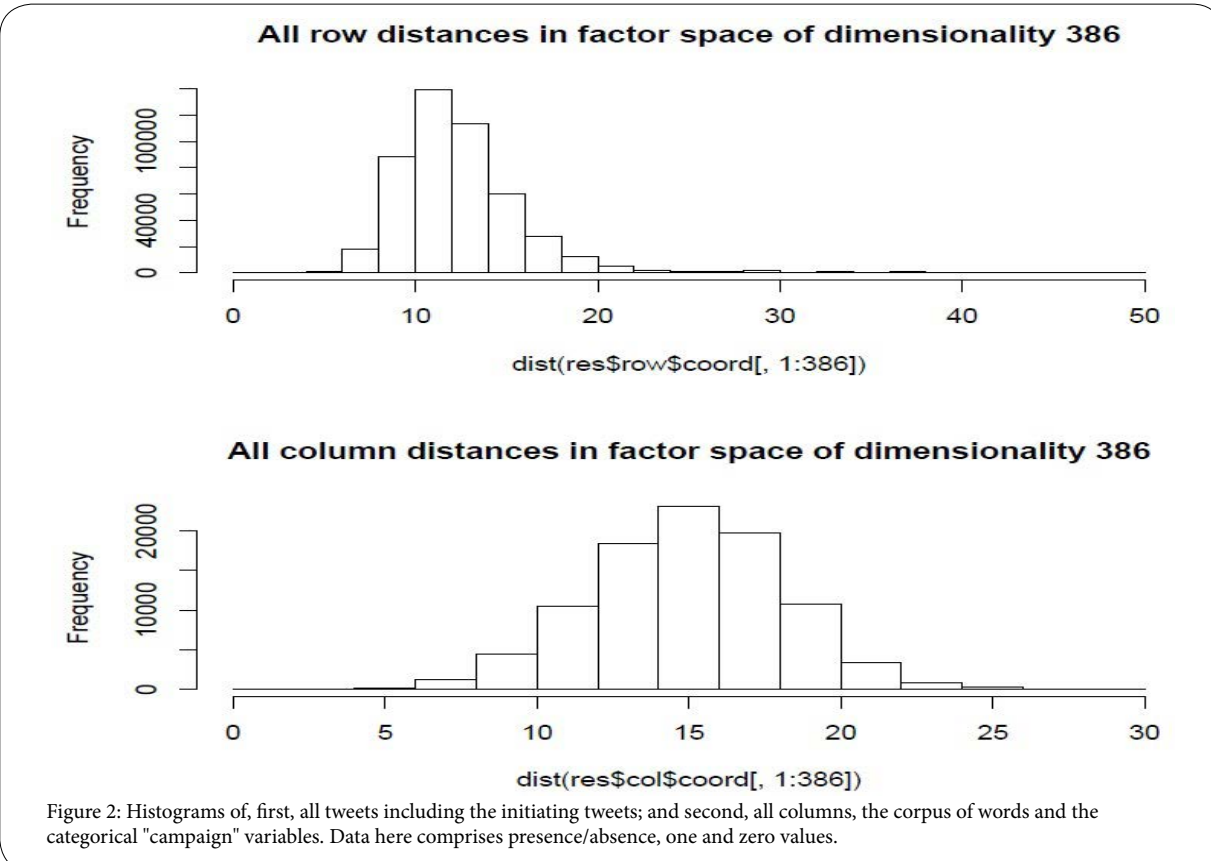 All row distances in factor space of dimensionality 386
Frequency
0 40000 100000
0 10 20 30 40 50
dist(res$row$coord[, 1:386])
All column distances in factor space of dimensionality 386
Frequency
0 10000 20000
0 5 10 15 20 25 30
dist(res$col$coord[, 1:386])
Figure 2: Histograms of, first, all tweets including the initiating tweets; and second, all columns, the corpus of words and the
categorical "campaign" variables. Data here comprises presence/absence, one and zero values.